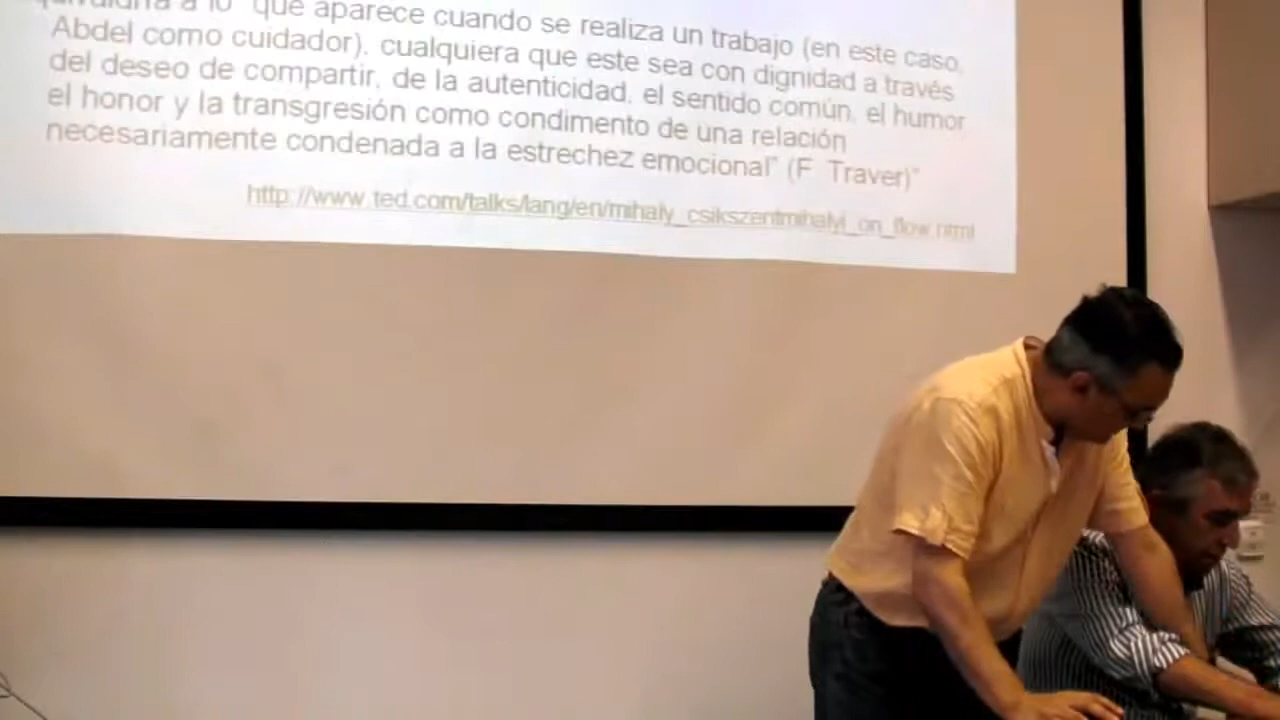 a lo "que aparece cuando se realiza un trabajo (en este caso,
Abdel como cuidador), cualquiera que este sea con dignidad a través
del deseo de compartir, de la autenticidad, el sentido común, el humor
el honor y la transgresión como condimento de una relación
necesariamente condenada a la estrechez emocional" (F. Traver)"
http://www.ted.com/talks/lang/en/mihaly_csikszentmihalyi_on_flow.html